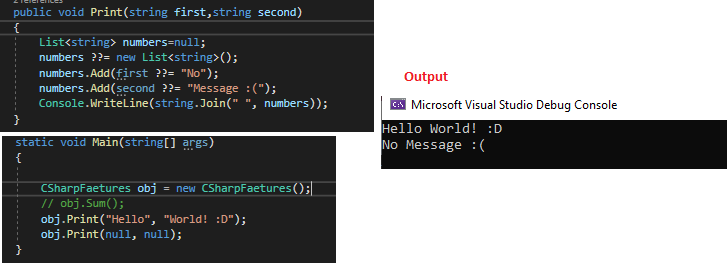 2 references
public void Print(string first,string second)
{
List<string> numbers=null;
numbers ??= new List<string>();
numbers.Add(first ??= "No");
numbers.Add(second ??= "Message :(");
Console.WriteLine(string.Join(" ", numbers));
}
static void Main(string[] args)
{
CSharpFaetures obj = new CSharpFaetures();
// obj.Sum();
obj.Print("Hello", "World! :D");
obj.Print(null, null);
}
Output
C:\ Microsoft Visual Studio Debug Console
Hello World! :D
No Message :(